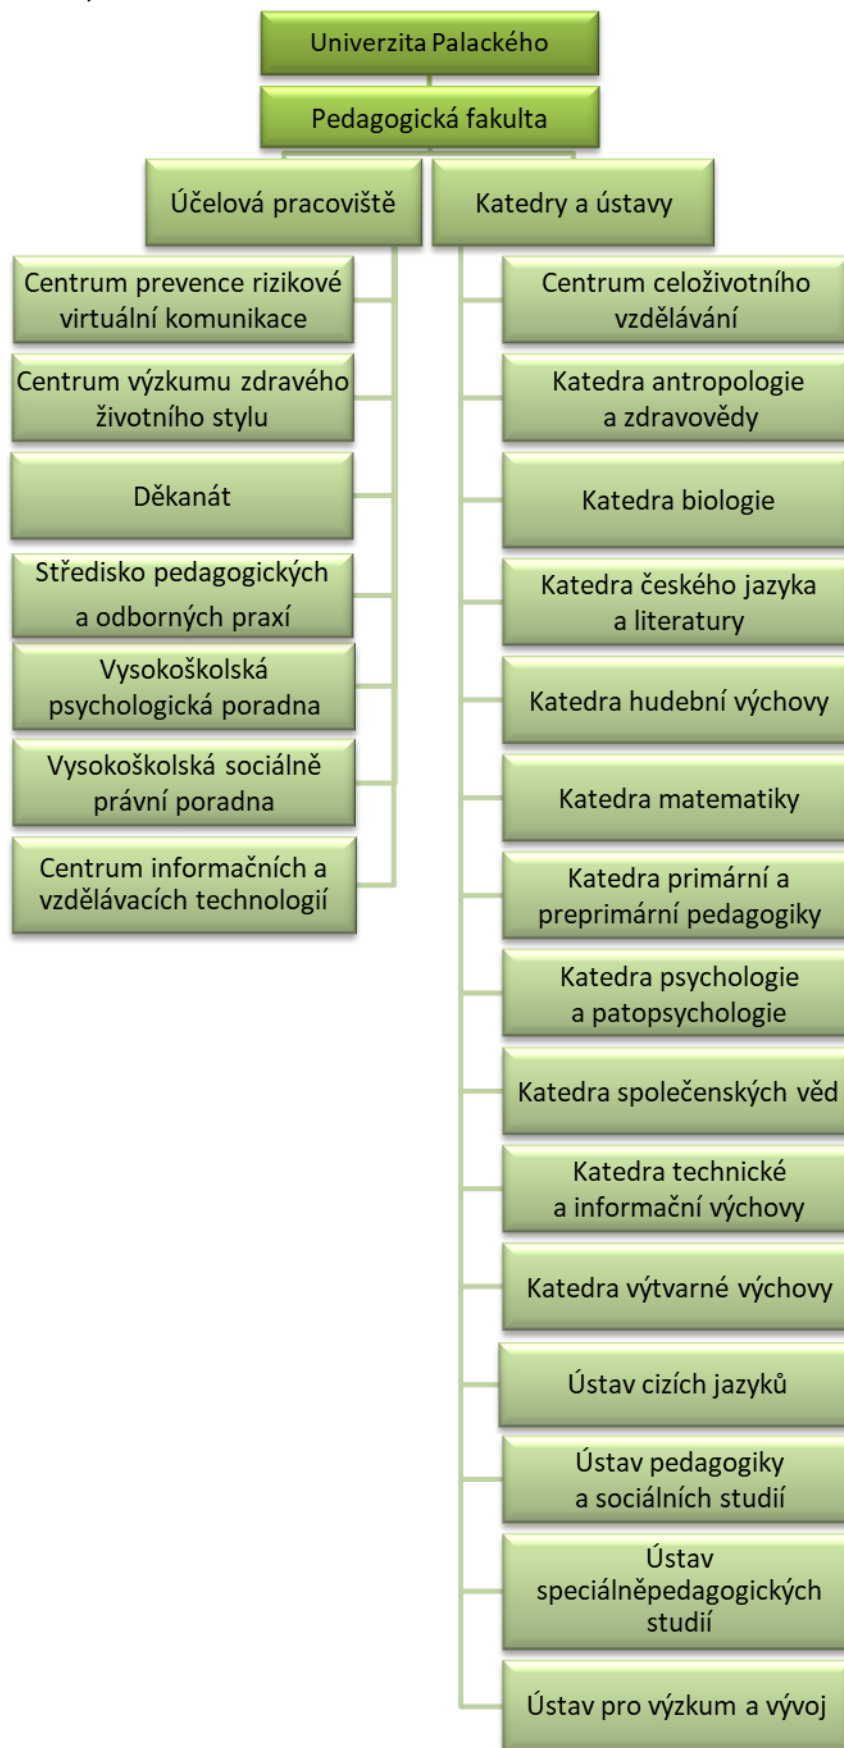 Univerzita Palackého
Pedagogická fakulta
Účelová pracoviště
Katedry a ústavy
Centrum prevence rizikové
virtuální komunikace
Centrum výzkumu zdravého
životního stylu
Děkanát
Středisko pedagogických
a odborných praxí
Vysokoškolská
psychologická poradna
Vysokoškolská sociálně
právní poradna
Centrum informačních a
vzdělávacích technologií
Centrum celoživotního
vzdělávání
Katedra antropologie
a zdravovědy
Katedra biologie
Katedra českého jazyka
a literatury
Katedra hudební výchovy
Katedra matematiky
Katedra primární a
preprimární pedagogiky
Katedra psychologie
a patopsychologie
Katedra společenských věd
Katedra technické
a informační výchovy
Katedra výtvarné výchovy
Ústav cizích jazyků
Ústav pedagogiky
a sociálních studií
Ústav
speciálněpedagogických
studií
Ústav pro výzkum a vývoj